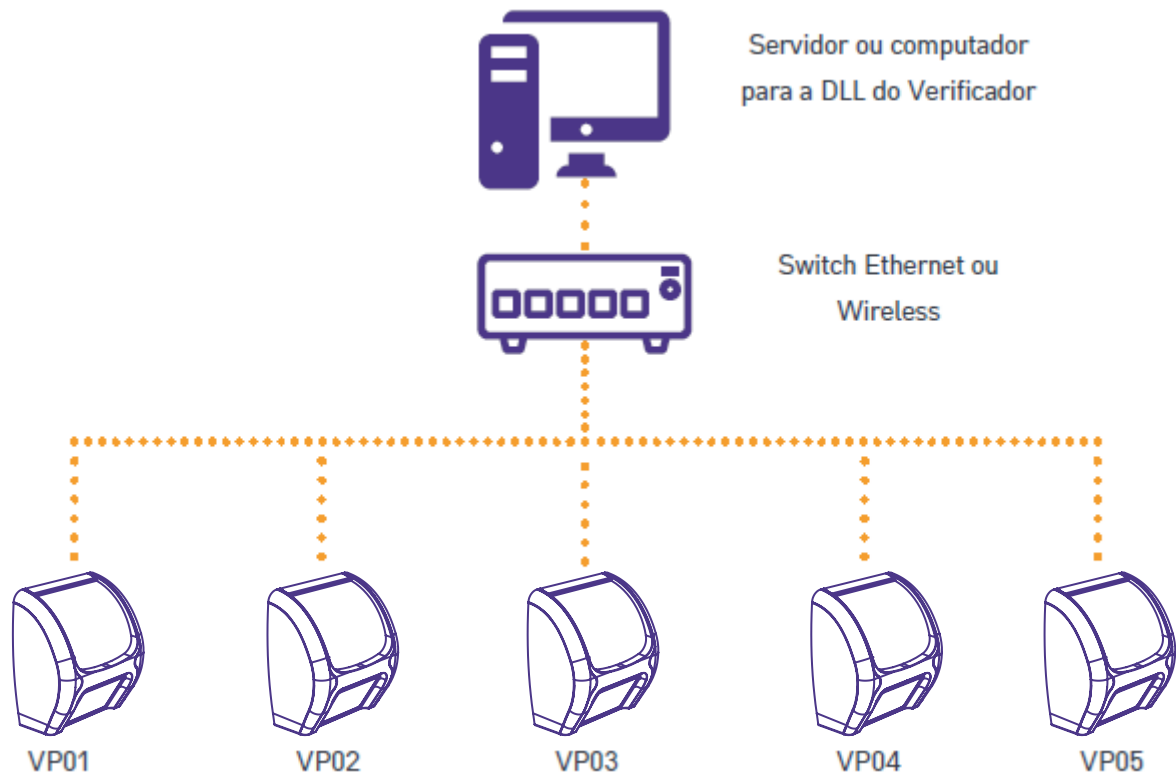 Servidor ou computador
para a DLL do Verificador
Switch Ethernet ou
Wireless
VP01
VP02
VP03
VP04
VP05